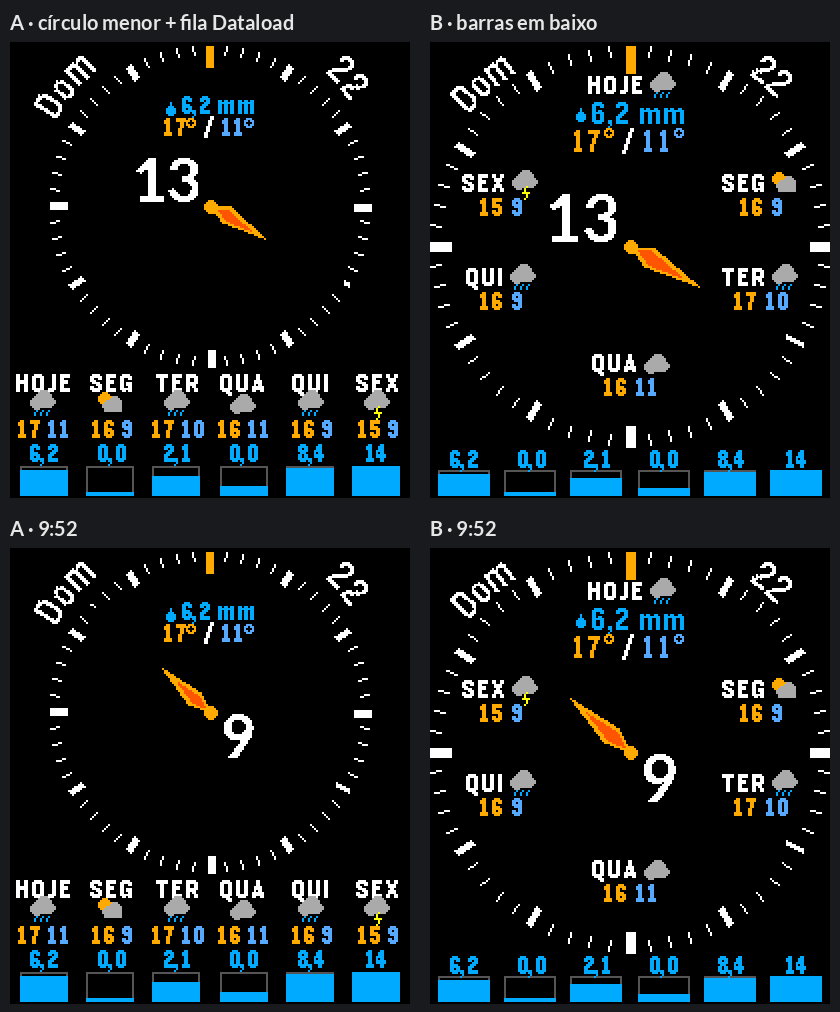 A · círculo menor + fila Dataload
Dom 22
6,2 mm
17° / 11°
13
HOJE SEG TER QUA QUI SEX
17 11 16 9 17 10 16 11 16 9 15 9
6,2 0,0 2,1 0,0 8,4 14
B · barras em baixo
Dom 22
HOJE
6,2 mm
17° / 11°
SEX SEG
15 9 16 9
13
QUI TER
16 9 17 10
QUA
16 11
6,2 0,0 2,1 0,0 8,4 14
A · 9:52
Dom 22
6,2 mm
17° / 11°
9
HOJE SEG TER QUA QUI SEX
17 11 16 9 17 10 16 11 16 9 15 9
6,2 0,0 2,1 0,0 8,4 14
B · 9:52
Dom 22
HOJE
6,2 mm
17° / 11°
SEX SEG
15 9 16 9
9
QUI TER
16 9 17 10
QUA
16 11
6,2 0,0 2,1 0,0 8,4 14